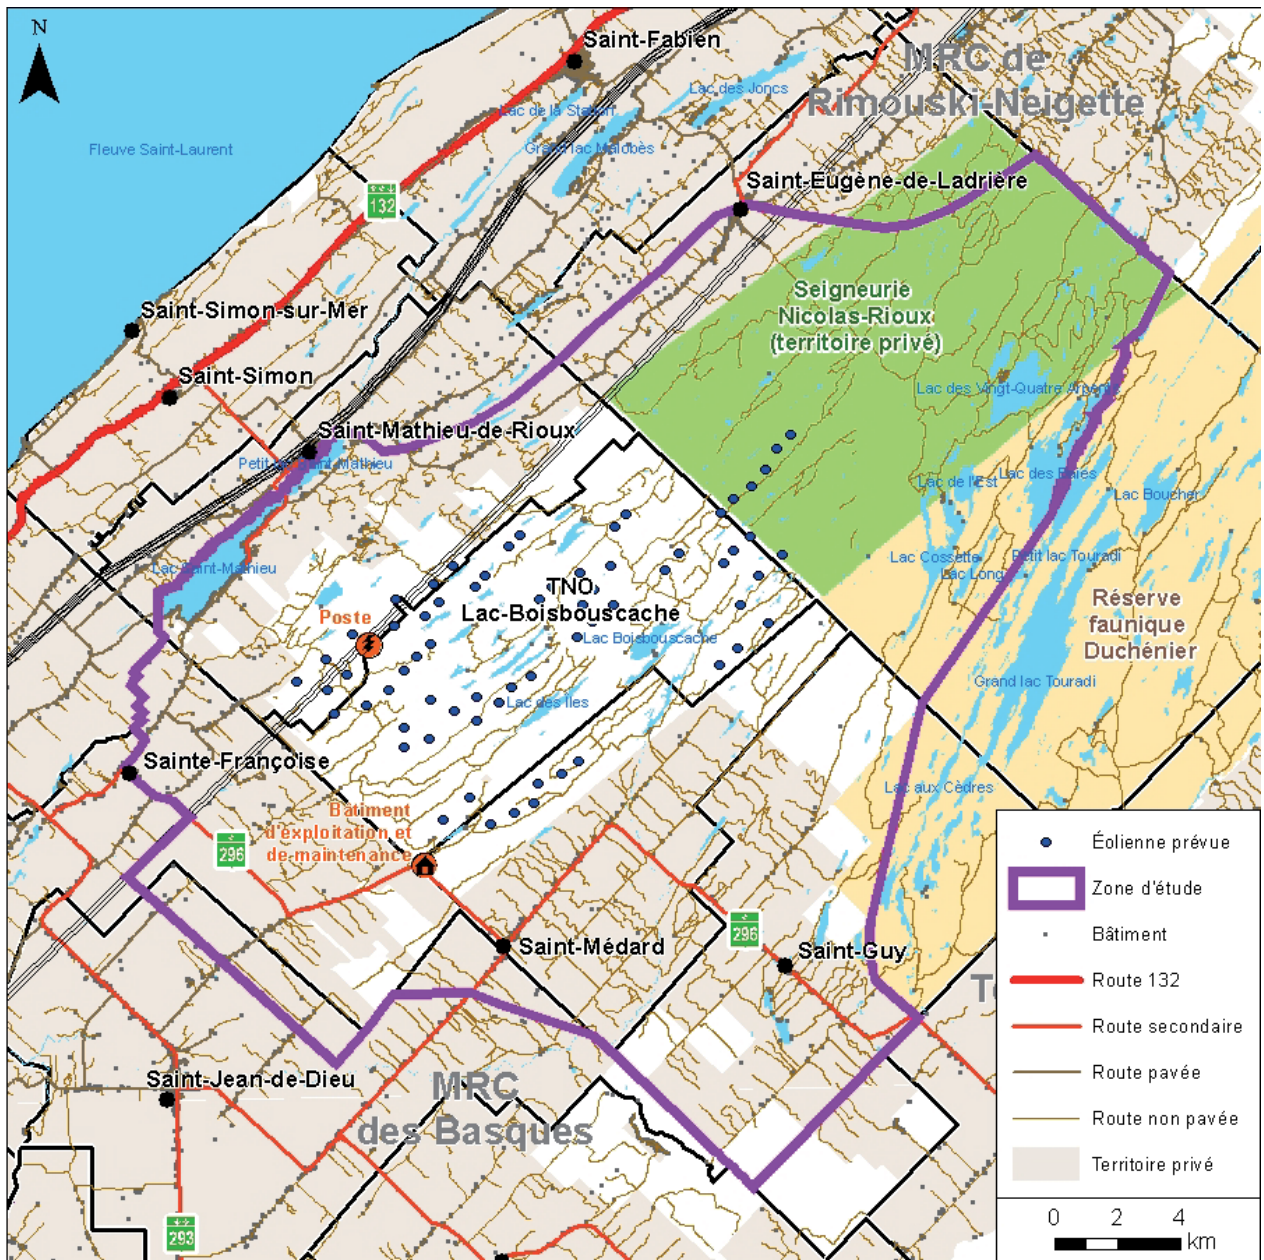 N
Saint-Fabien
MRC de
Rimouski-Neigette
Lac des Joncs
Lac de la Station
Grand lac Malobès
Fleuve Saint-Laurent
132
Saint-Eugène-de-Ladrière
Seigneurie
Nicolas-Rioux
(territoire privé)
Saint-Simon-sur-Mer
Saint-Simon
Lac des Vingt-Quatre Arpents
Saint-Mathieu-de-Rioux
Petit lac Saint-Mathieu
Lac des Baies
Lac de l'Est
Lac Boucher
Lac Saint-Mathieu
Lac Cossette
Petit lac Touradi
Lac Long
TNO
Lac-Boisbouscache
Poste
Lac Boisbouscache
Réserve
faunique
Duchénier
Grand lac Touradi
Lac des Îles
Sainte-Françoise
Lac aux Cèdres
Bâtiment
d'exploitation et
de maintenance
296
296
Saint-Médard
Saint-Guy
Te
Saint-Jean-de-Dieu
MRC
des Basques
293
Éolienne prévue
Zone d'étude
Bâtiment
Route 132
Route secondaire
Route pavée
Route non pavée
Territoire privé
0 2 4
km